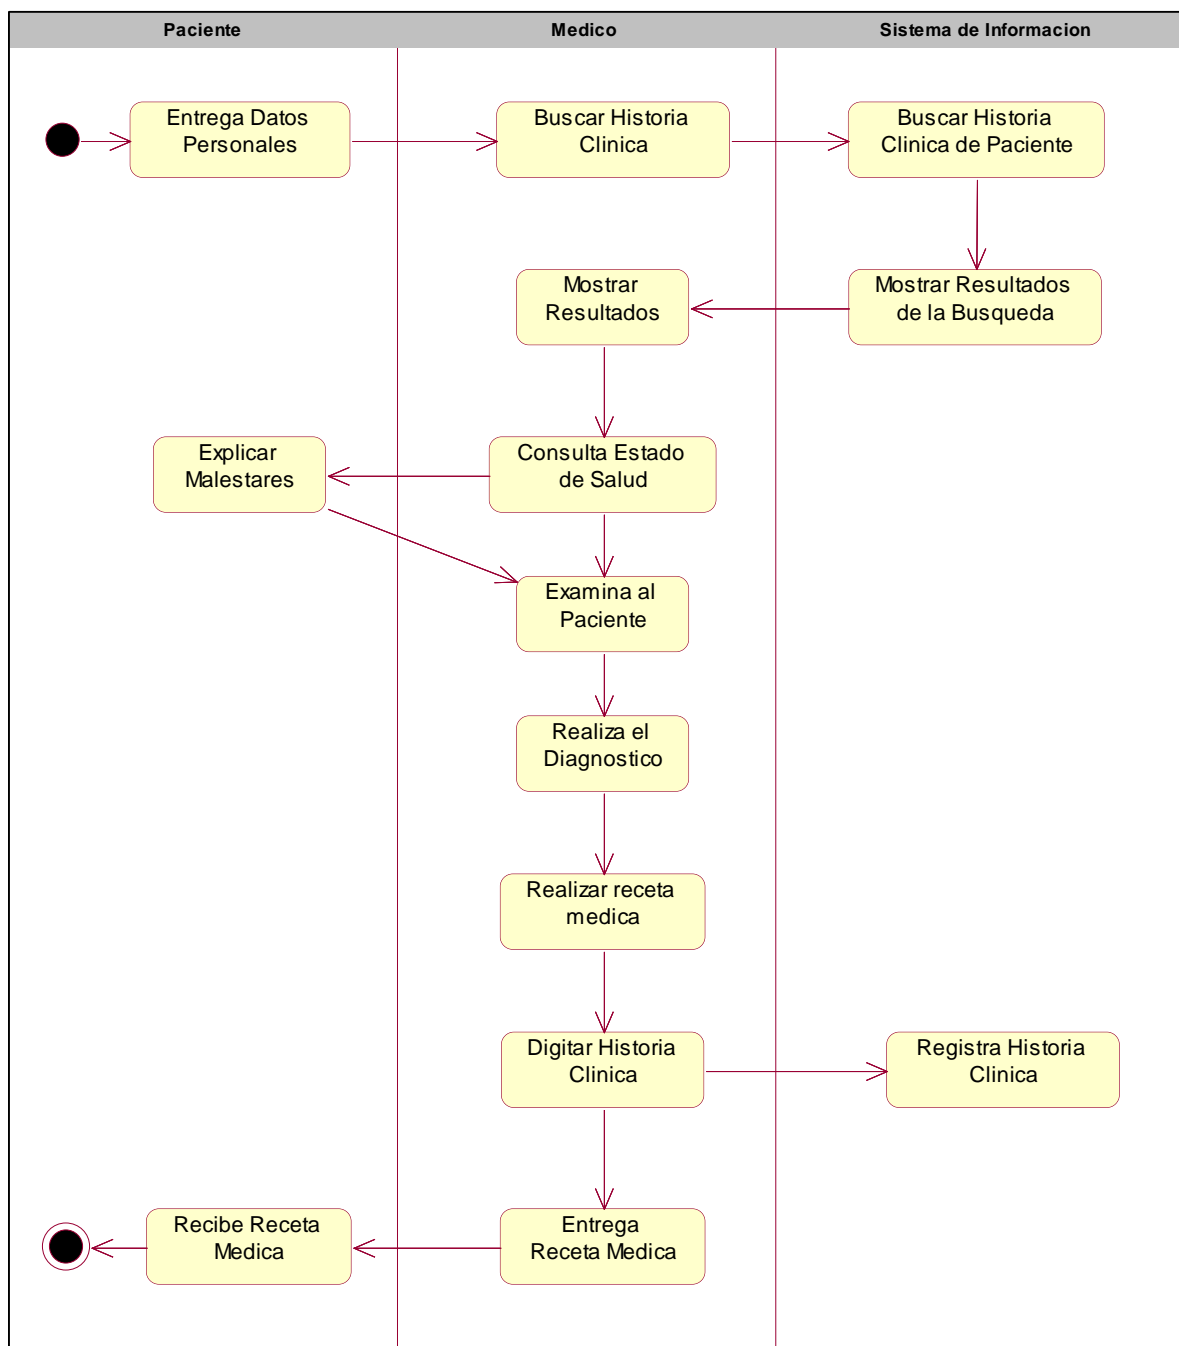 Paciente
Medico
Sistema de Informacion
Entrega Datos
Personales
Buscar Historia
Clinica
Buscar Historia
Clinica de Paciente
Mostrar
Resultados
Mostrar Resultados
de la Busqueda
Explicar
Malestares
Consulta Estado
de Salud
Examina al
Paciente
Realiza el
Diagnostico
Realizar receta
medica
Digitar Historia
Clinica
Registra Historia
Clinica
Recibe Receta
Medica
Entrega
Receta Medica